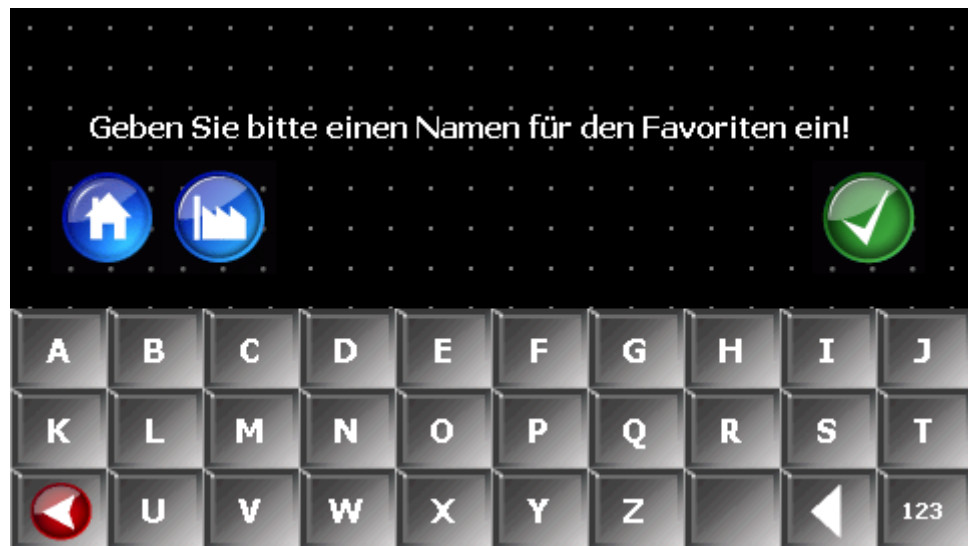 Geben Sie bitte einen Namen für den Favoriten ein!
A B C D E F G H I J
K L M N O P Q R S T
U V W X Y Z 123